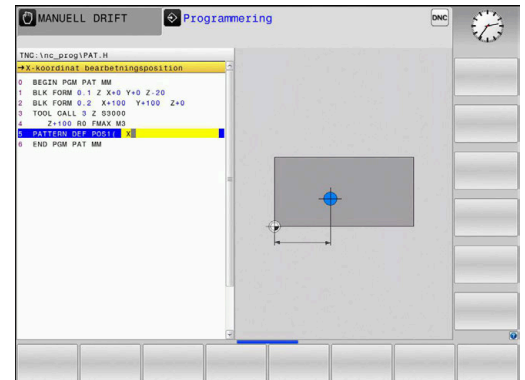 MANUELL DRIFT
Programmering
DNC
TNC:\nc_prog\PAT.H
→X-koordinat bearbetningsposition
0 BEGIN PGM PAT MM
1 BLK FORM 0.1 Z X+0 Y+0 Z-20
2 BLK FORM 0.2 X+100 Y+100 Z+0
3 TOOL CALL 3 Z S3000
4 Z+100 R0 FMAX M3
5 PATTERN DEF POS1( X
6 END PGM PAT MM